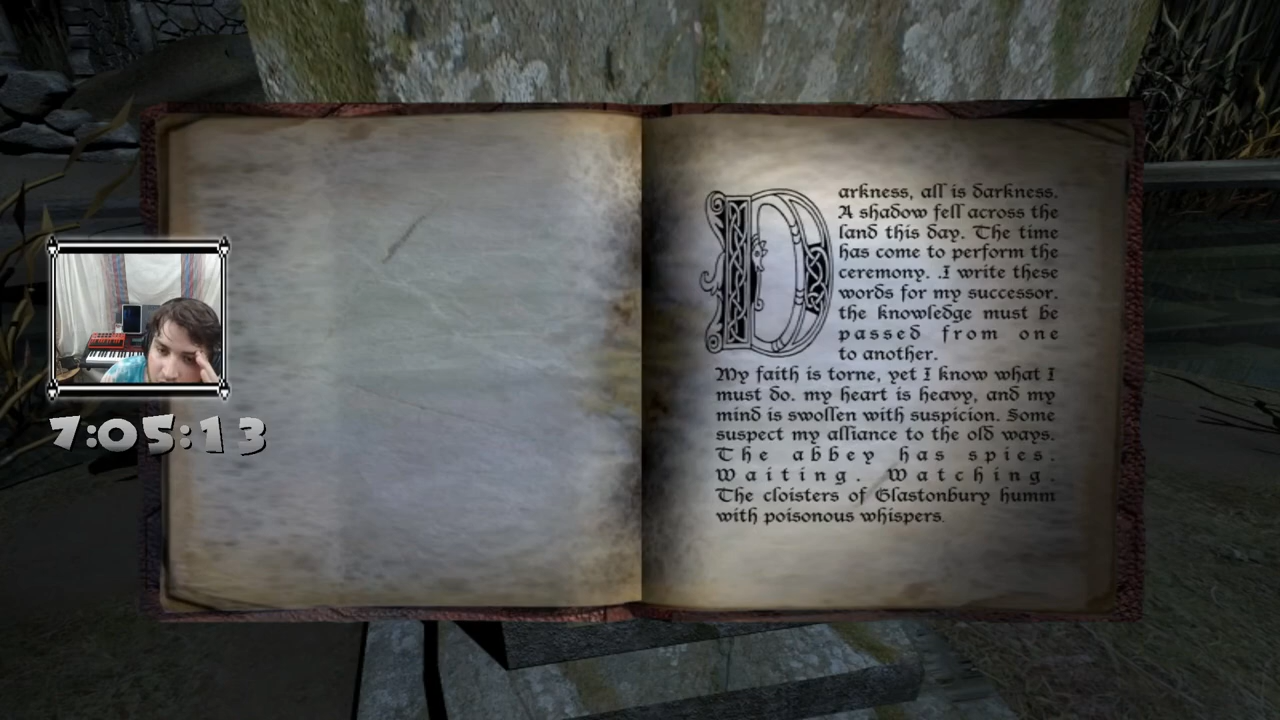 Darkness, all is darkness.
A shadow fell across the
land this day. The time
has come to perform the
ceremony. .I write these
words for my successor.
the knowledge must be
passed from one
to another.
My faith is torne, yet I know what I
must do. my heart is heavy, and my
mind is swollen with suspicion. Some
suspect my alliance to the old ways.
The abbey has spies.
Waiting. Watching.
The cloisters of Glastonbury humm
with poisonous whispers.
7:05:13